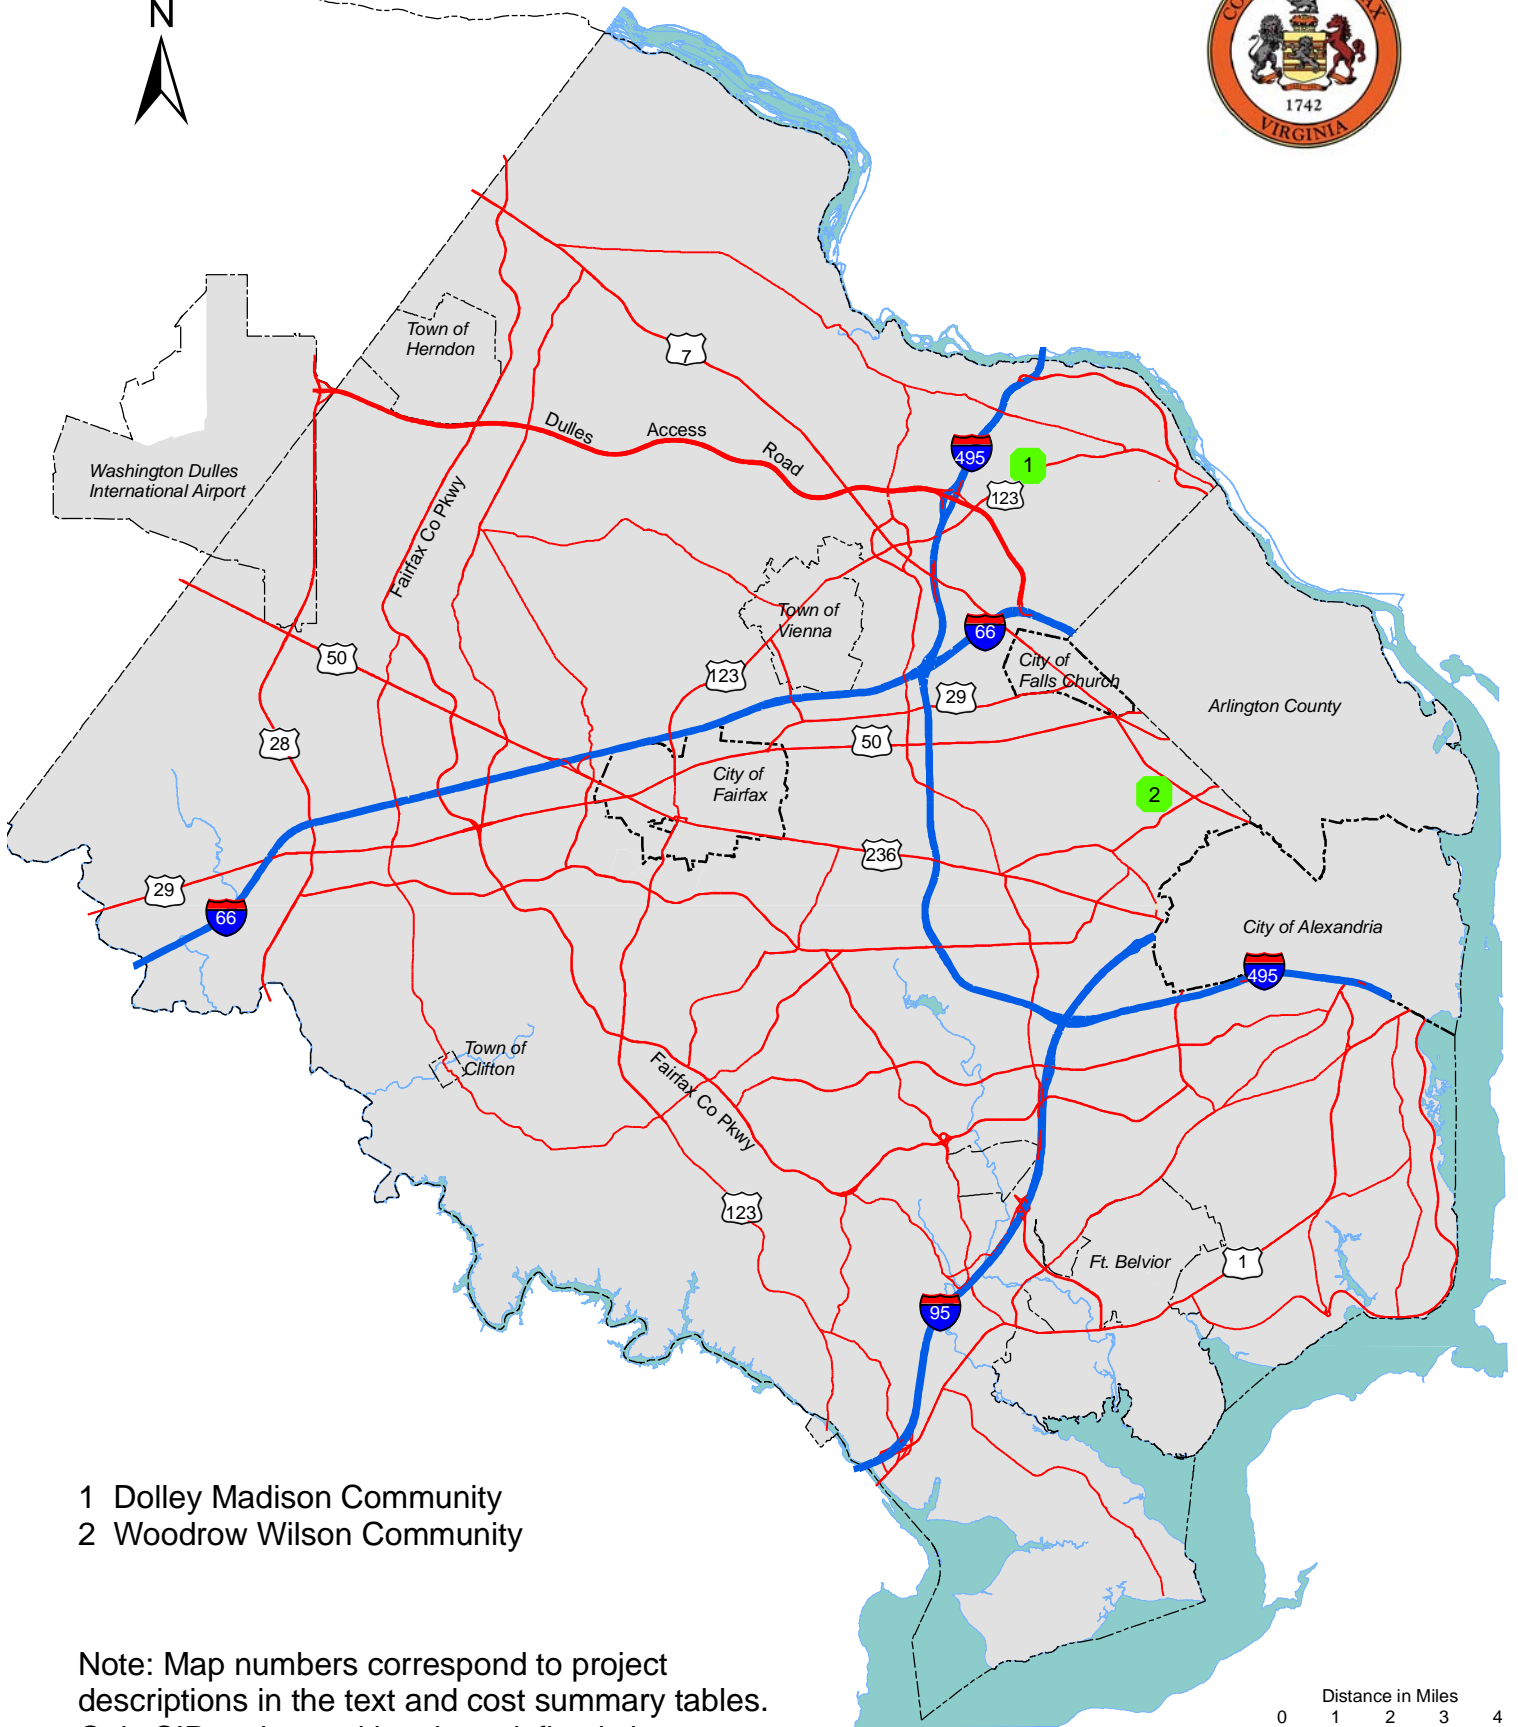 N
1742
VIRGINIA
Town of
Herndon
7
Dulles Access Road
495
1
123
Washington Dulles
International Airport
Fairfax Co Pkwy
Town of
Vienna
66
50
123
City of
Falls Church
29
Arlington County
28
50
City of
Fairfax
2
236
29
66
City of Alexandria
495
Town of
Clifton
Fairfax Co Pkwy
123
Ft. Belvior
1
95
1 Dolley Madison Community
2 Woodrow Wilson Community
Note: Map numbers correspond to project
descriptions in the text and cost summary tables.
Distance in Miles
0 1 2 3 4